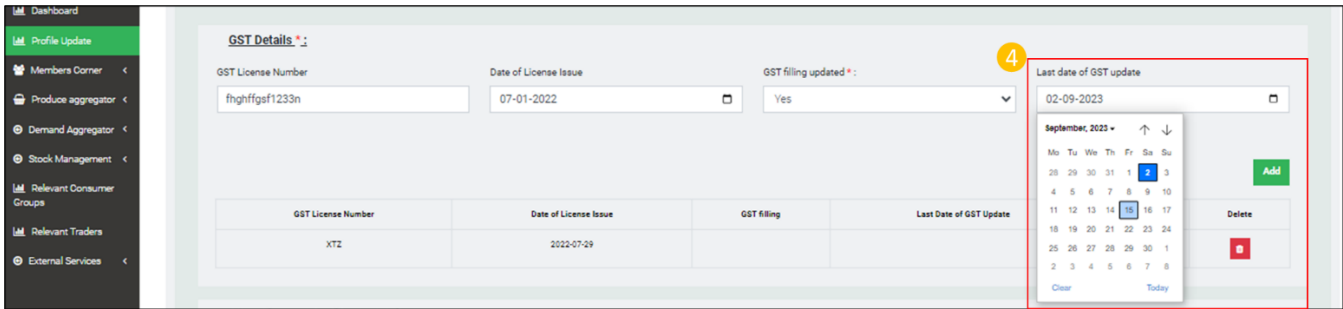 Dashboard
Profile Update
Members Corner
Produce aggregator
Demand Aggregator
Stock Management
Relevant Consumer
Groups
Relevant Traders
External Services
GST Details * :
4
GST License Number
Date of License Issue
GST filling updated * :
Last date of GST update
fhghffgsf1233n
07-01-2022
Yes
02-09-2023
September, 2023
Mo Tu We Th Fr Sa Su
28 29 30 31 1 2 3
4 5 6 7 8 9 10
11 12 13 14 15 16 17
18 19 20 21 22 23 24
25 26 27 28 29 30 1
2 3 4 5 6 7 8
Clear Today
Add
GST License Number Date of License Issue GST filling Last Date of GST Update Delete
XTZ 2022-07-29